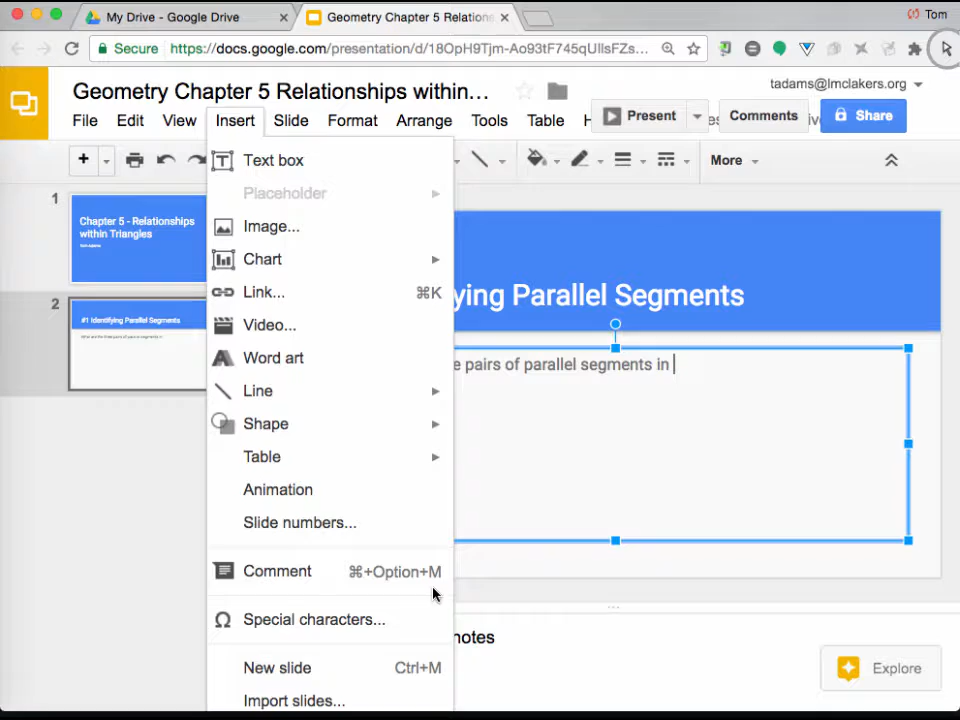 My Drive - Google Drive
Geometry Chapter 5 Relations
Tom
Secure
https://docs.google.com/presentation/d/18OpH9Tjm-Ao93tF745qUlIsFZs...
Geometry Chapter 5 Relationships within...
tadams@lmclakers.org
File Edit View Insert Slide Format Arrange Tools Table H
Present
Comments
Share
More
Text box
Placeholder
Image...
Chart
Link... ⌘K
Video...
Word art
Line
Shape
Table
Animation
Slide numbers...
Comment ⌘+Option+M
Special characters...
New slide Ctrl+M
Import slides...
1
Chapter 5 - Relationships
within Triangles
2
#1 Identifying Parallel Segments
ying Parallel Segments
e pairs of parallel segments in
notes
Explore